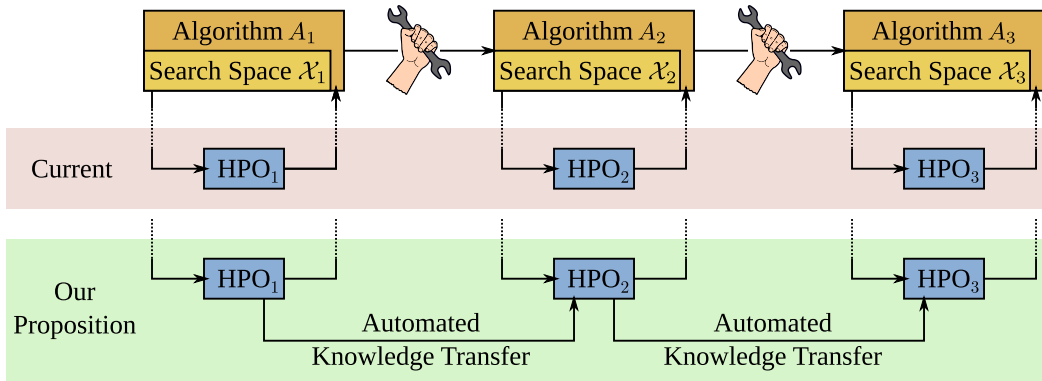 Algorithm A₁
Search Space 𝒳₁
Algorithm A₂
Search Space 𝒳₂
Algorithm A₃
Search Space 𝒳₃
Current
HPO₁
HPO₂
HPO₃
Our
Proposition
HPO₁
HPO₂
HPO₃
Automated
Knowledge Transfer
Automated
Knowledge Transfer